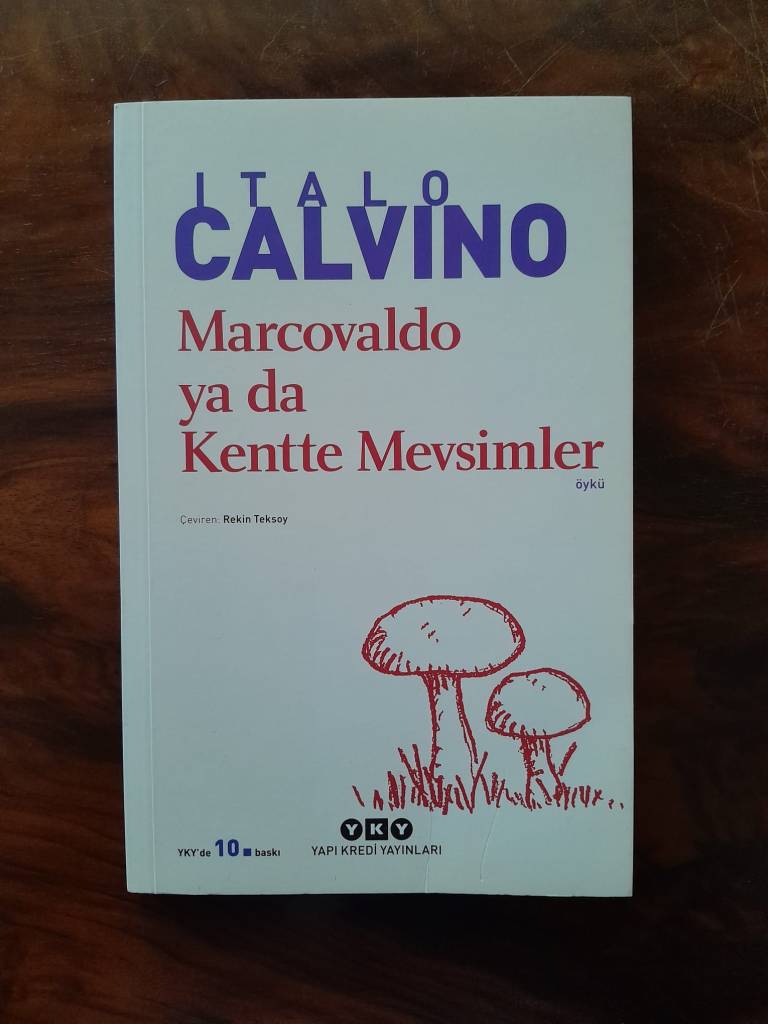 ITALO
CALVINO
Marcovaldo
ya da
Kentte Mevsimler
öykü
Çeviren: Rekin Teksoy
YKY
YKY'de 10. baskı
YAPI KREDİ YAYINLARI